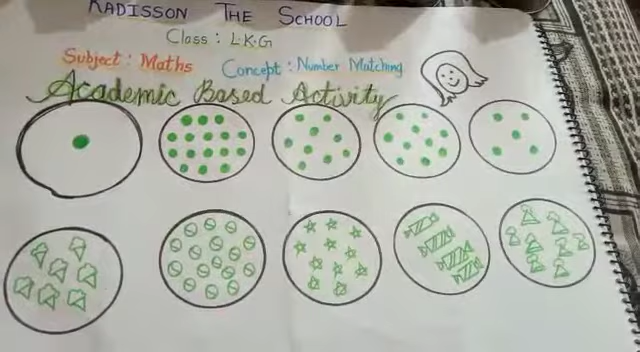 RADISSON THE SCHOOL
Class : L.K.G
Subject : Maths
Concept : Number Matching
Academic Based Activity